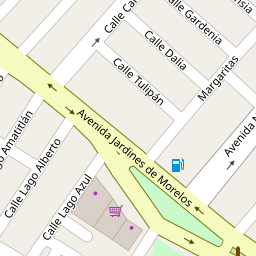 Calle Gardenia
Calle Dalia
Calle Tulipán
Margaritas
Avenida Jardines de Morelos
Amatitlán
Calle Lago Alberto
Calle Lago Azul